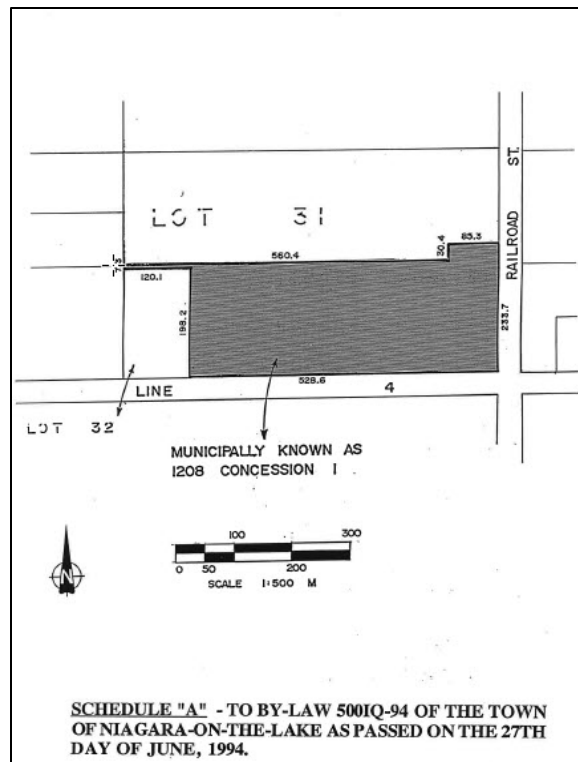 RAILROAD ST.
LOT 31
85.3
30.4
560.4
7.3
120.1
198.2
233.7
528.6
LINE 4
LOT 32
MUNICIPALLY KNOWN AS
1208 CONCESSION 1
100 300
0 50 200
SCALE 1:500 M
N
SCHEDULE "A" - TO BY-LAW 500IQ-94 OF THE TOWN
OF NIAGARA-ON-THE-LAKE AS PASSED ON THE 27TH
DAY OF JUNE, 1994.